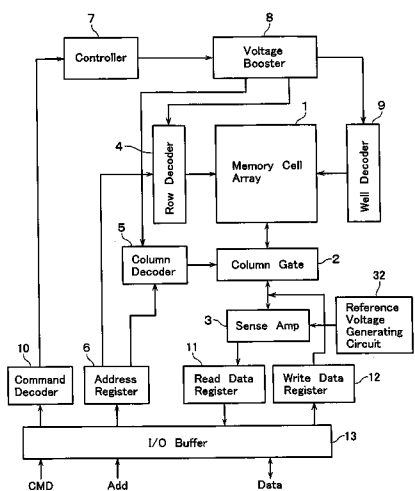 7
8
Controller
Voltage
Booster
1
9
4
Row Decoder
Memory Cell
Array
Well Decoder
5
Column
Decoder
Column Gate
2
32
3
Sense Amp
Reference
Voltage
Generating
Circuit
10
6
11
Command
Decoder
Address
Register
Read Data
Register
Write Data
Register
12
I/O Buffer
13
CMD
Add
Data